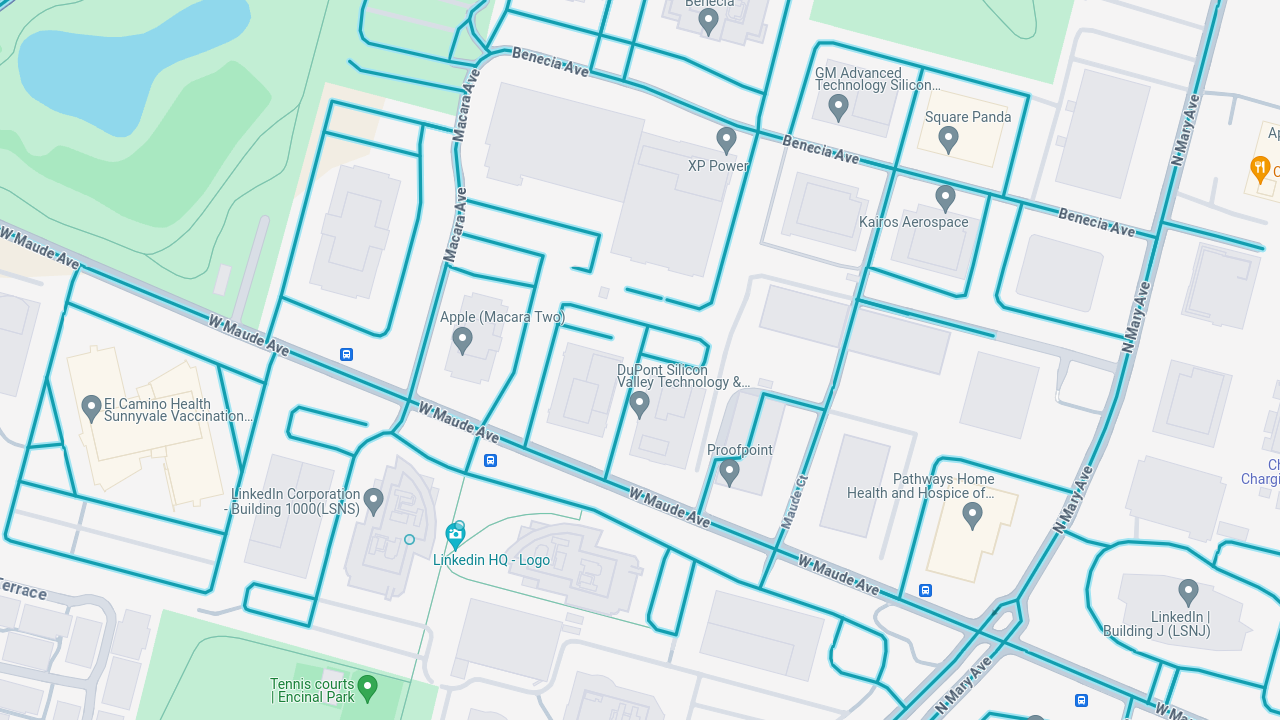 Benecia
Benecia Ave
GM Advanced
Technology Silicon…
Square Panda
N Mary Ave
Macara Ave
XP Power
Benecia Ave
Kairos Aerospace
Benecia Ave
Macara Ave
W Maude Ave
W Maude Ave
Apple (Macara Two)
N Mary Ave
DuPont Silicon
Valley Technology &…
El Camino Health
Sunnyvale Vaccination…
W Maude Ave
Proofpoint
Pathways Home
Health and Hospice of…
LinkedIn Corporation
- Building 1000(LSNS)
W Maude Ave
Maude Ct
N Mary Ave
Linkedin HQ - Logo
W Maude Ave
Terrace
LinkedIn |
Building J (LSNJ)
Tennis courts
| Encinal Park
N Mary Ave
W Ma